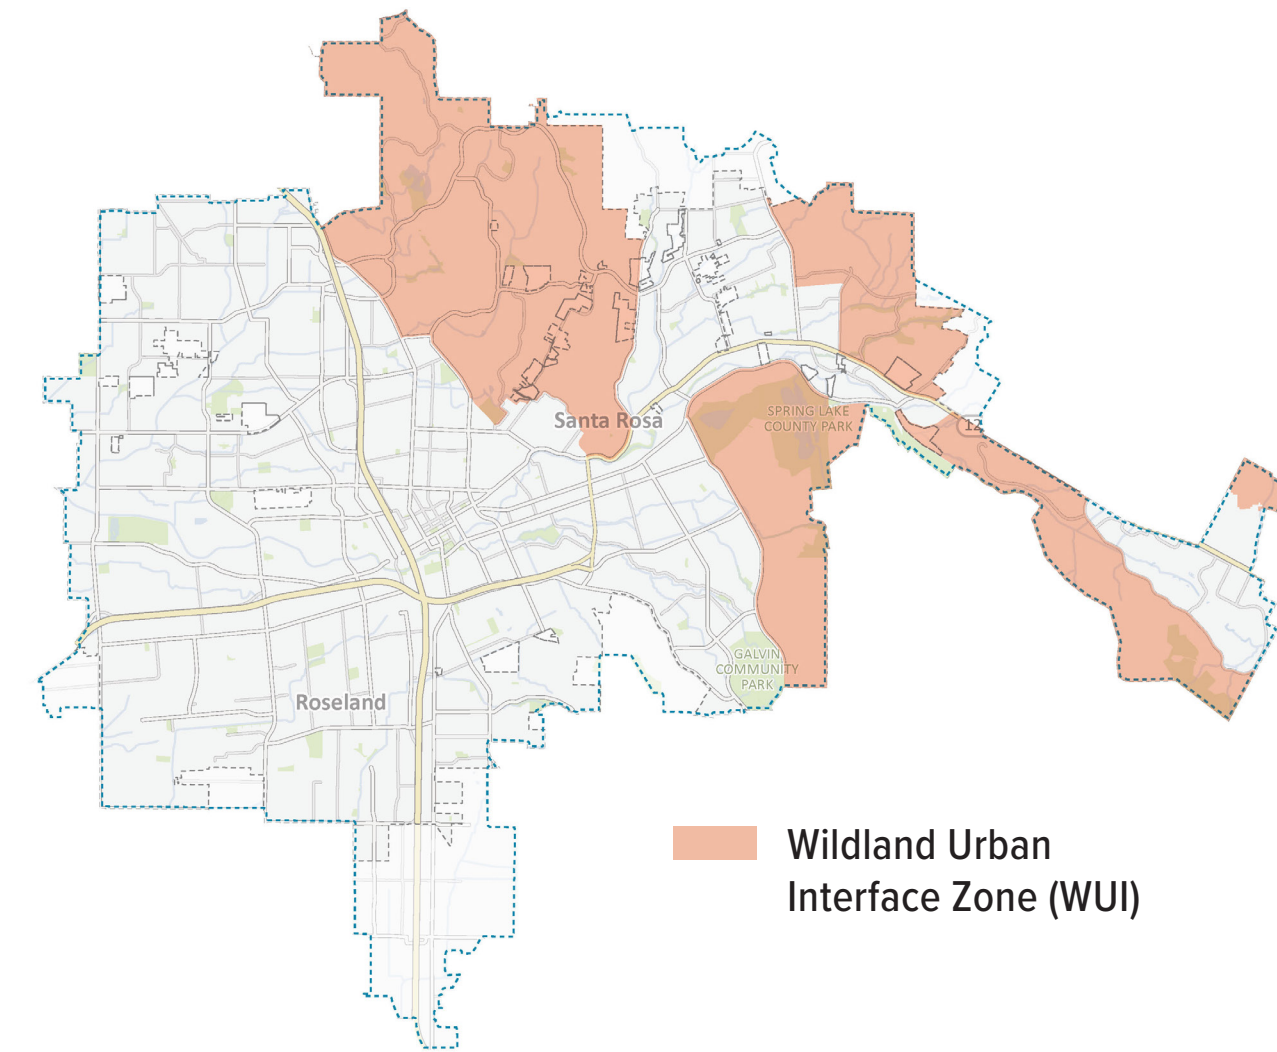 Santa Rosa
SPRING LAKE
COUNTY PARK
12
GALVIN
COMMUNITY
PARK
Roseland
Wildland Urban
Interface Zone (WUI)